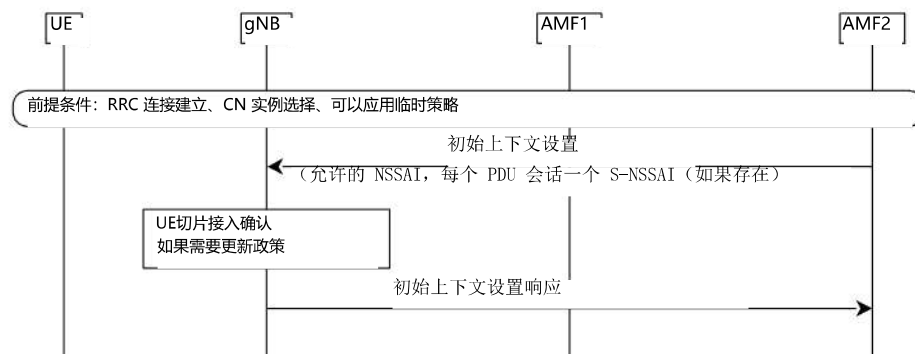 UE
gNB
AMF1
AMF2
前提条件：RRC 连接建立、CN 实例选择、可以应用临时策略
初始上下文设置
（允许的 NSSAI，每个 PDU 会话一个 S-NSSAI（如果存在）
UE切片接入确认
如果需要更新政策
初始上下文设置响应